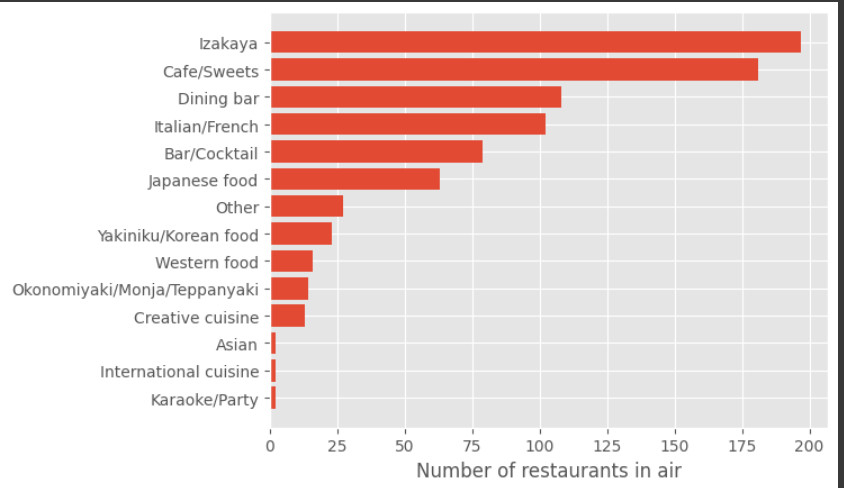 Izakaya
Cafe/Sweets
Dining bar
Italian/French
Bar/Cocktail
Japanese food
Other
Yakiniku/Korean food
Western food
Okonomiyaki/Monja/Teppanyaki
Creative cuisine
Asian
International cuisine
Karaoke/Party
0 25 50 75 100 125 150 175 200
Number of restaurants in air